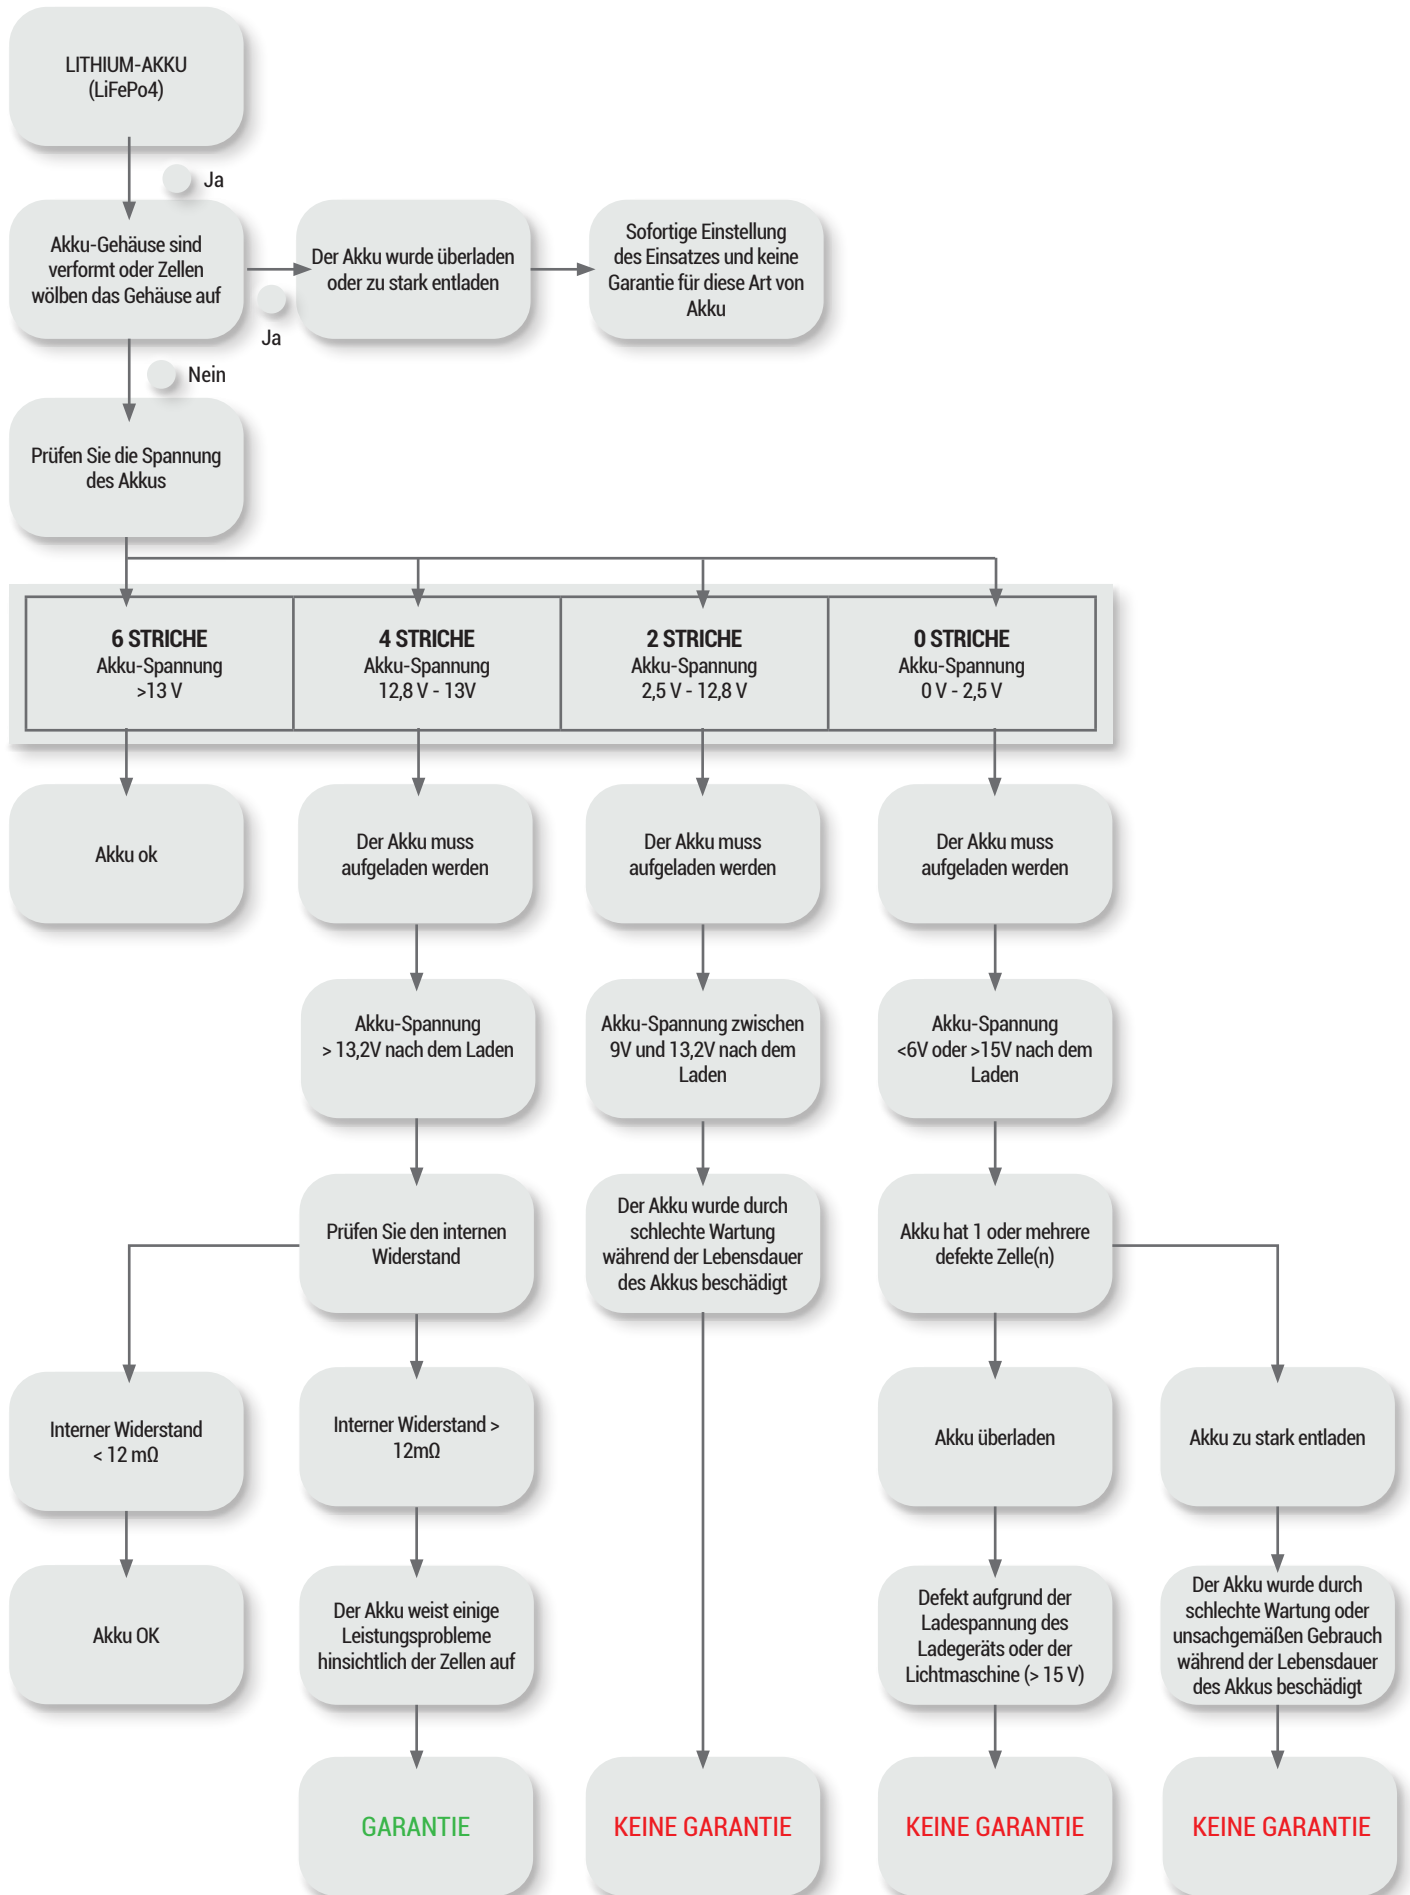 LITHIUM-AKKU
(LiFePo4)
Ja
Akku-Gehäuse sind
verformt oder Zellen
wölben das Gehäuse auf
Der Akku wurde überladen
oder zu stark entladen
Sofortige Einstellung
des Einsatzes und keine
Garantie für diese Art von
Akku
Ja
Nein
Prüfen Sie die Spannung
des Akkus
6 STRICHE
Akku-Spannung
>13 V
4 STRICHE
Akku-Spannung
12,8 V - 13V
2 STRICHE
Akku-Spannung
2,5 V - 12,8 V
0 STRICHE
Akku-Spannung
0 V - 2,5 V
Akku ok
Der Akku muss
aufgeladen werden
Der Akku muss
aufgeladen werden
Der Akku muss
aufgeladen werden
Akku-Spannung
> 13,2V nach dem Laden
Akku-Spannung zwischen
9V und 13,2V nach dem
Laden
Akku-Spannung
<6V oder >15V nach dem
Laden
Prüfen Sie den internen
Widerstand
Der Akku wurde durch
schlechte Wartung
während der Lebensdauer
des Akkus beschädigt
Akku hat 1 oder mehrere
defekte Zelle(n)
Interner Widerstand
< 12 mΩ
Interner Widerstand >
12mΩ
Akku überladen
Akku zu stark entladen
Akku OK
Der Akku weist einige
Leistungsprobleme
hinsichtlich der Zellen auf
Defekt aufgrund der
Ladespannung des
Ladegeräts oder der
Lichtmaschine (> 15 V)
Der Akku wurde durch
schlechte Wartung oder
unsachgemäßen Gebrauch
während der Lebensdauer
des Akkus beschädigt
GARANTIE
KEINE GARANTIE
KEINE GARANTIE
KEINE GARANTIE